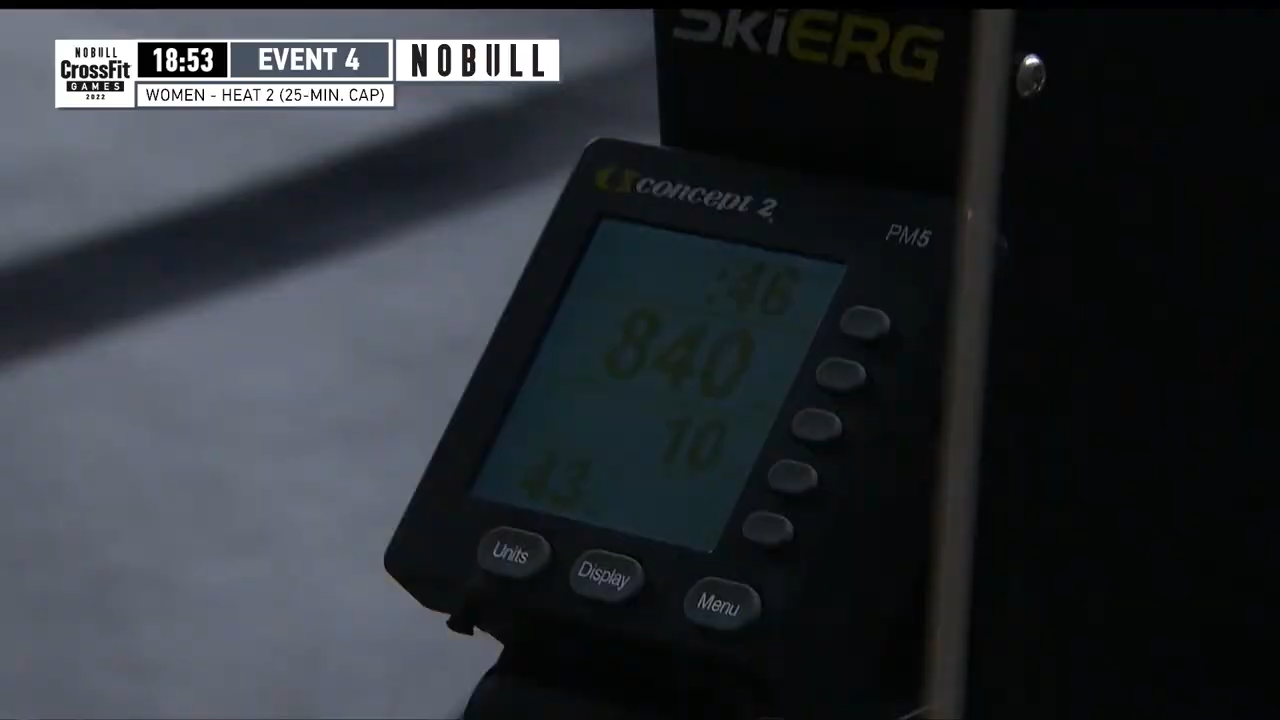 NOBULL
CrossFit
GAMES
2022
18:53
EVENT 4
NOBULL
WOMEN - HEAT 2 (25-MIN. CAP)
SkiERG
concept 2
PM5
:46
840
10
43
Units
Display
Menu